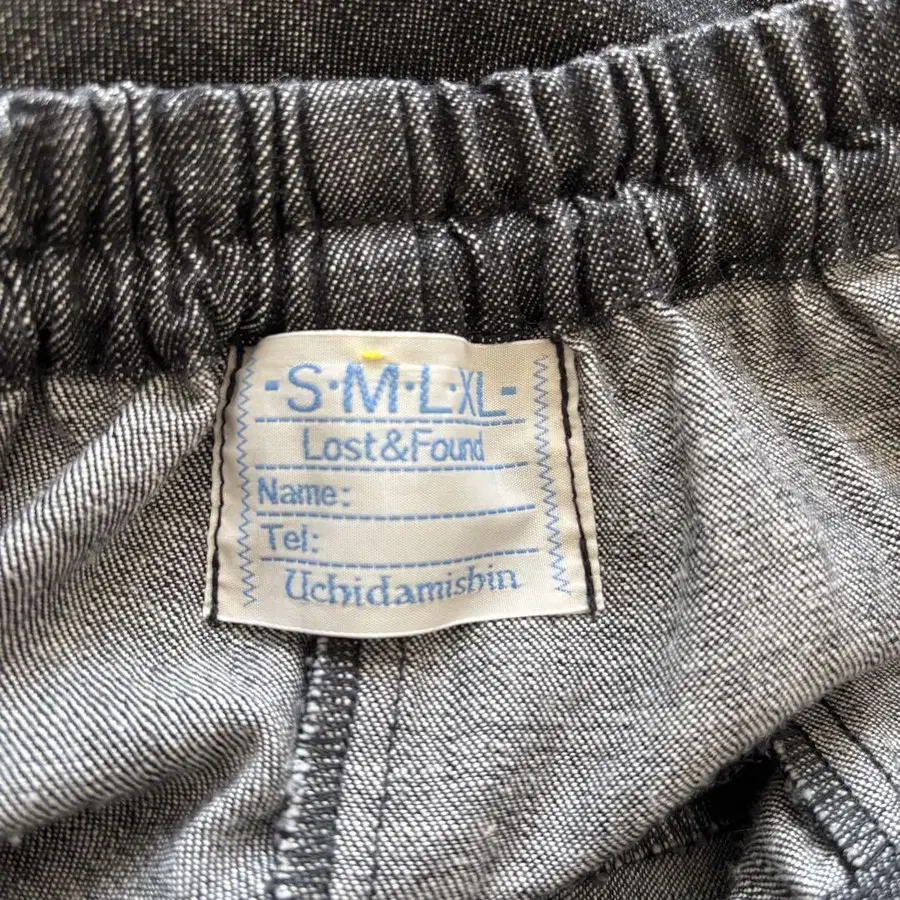 -S·M·L·XL-
Lost&Found
Name:
Tel:
Uchidamishin